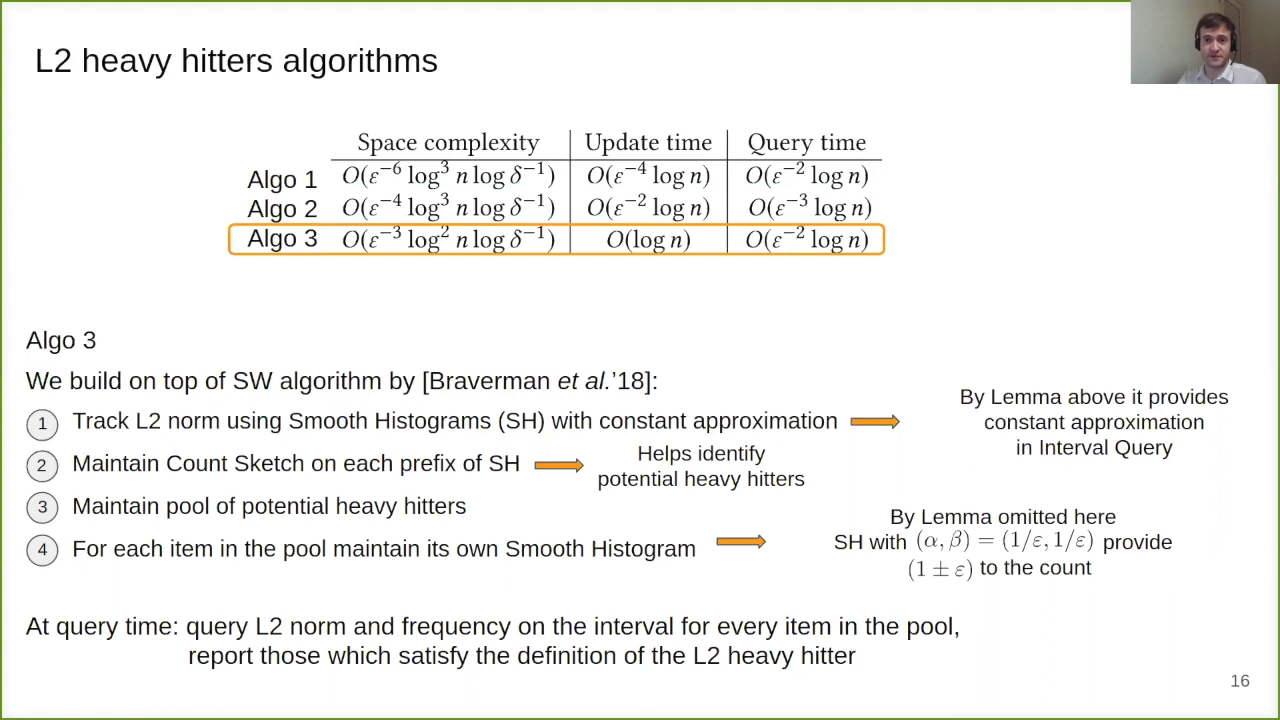 L2 heavy hitters algorithms
Space complexity Update time Query time
Algo 1 O(ε⁻⁶ log³ n log δ⁻¹) O(ε⁻⁴ log n) O(ε⁻² log n)
Algo 2 O(ε⁻⁴ log³ n log δ⁻¹) O(ε⁻² log n) O(ε⁻³ log n)
Algo 3 O(ε⁻³ log² n log δ⁻¹) O(log n) O(ε⁻² log n)
Algo 3
We build on top of SW algorithm by [Braverman et al.’18]:
1 Track L2 norm using Smooth Histograms (SH) with constant approximation
By Lemma above it provides
constant approximation
in Interval Query
2 Maintain Count Sketch on each prefix of SH
Helps identify
potential heavy hitters
3 Maintain pool of potential heavy hitters
4 For each item in the pool maintain its own Smooth Histogram
By Lemma omitted here
SH with (α, β) = (1/ε, 1/ε) provide
(1 ± ε) to the count
At query time: query L2 norm and frequency on the interval for every item in the pool,
report those which satisfy the definition of the L2 heavy hitter
16